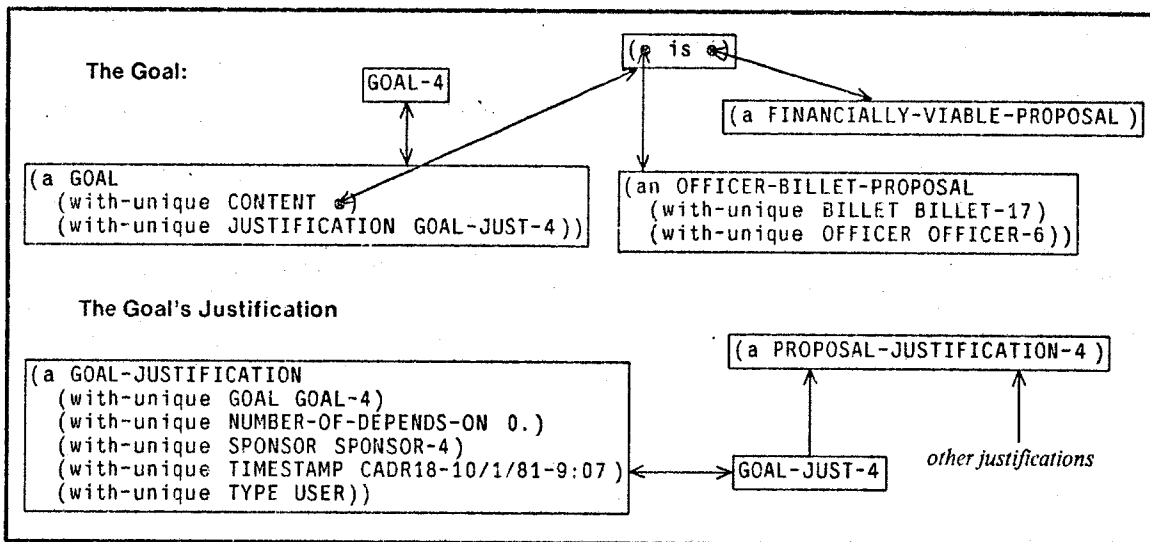 The Goal:
(● is ●)
GOAL-4
(a FINANCIALLY-VIABLE-PROPOSAL )
(a GOAL
(with-unique CONTENT ●)
(with-unique JUSTIFICATION GOAL-JUST-4))
(an OFFICER-BILLET-PROPOSAL
(with-unique BILLET BILLET-17)
(with-unique OFFICER OFFICER-6))
The Goal's Justification
(a PROPOSAL-JUSTIFICATION-4 )
(a GOAL-JUSTIFICATION
(with-unique GOAL GOAL-4)
(with-unique NUMBER-OF-DEPENDS-ON 0.)
(with-unique SPONSOR SPONSOR-4)
(with-unique TIMESTAMP CADR18-10/1/81-9:07 )
(with-unique TYPE USER))
GOAL-JUST-4
other justifications